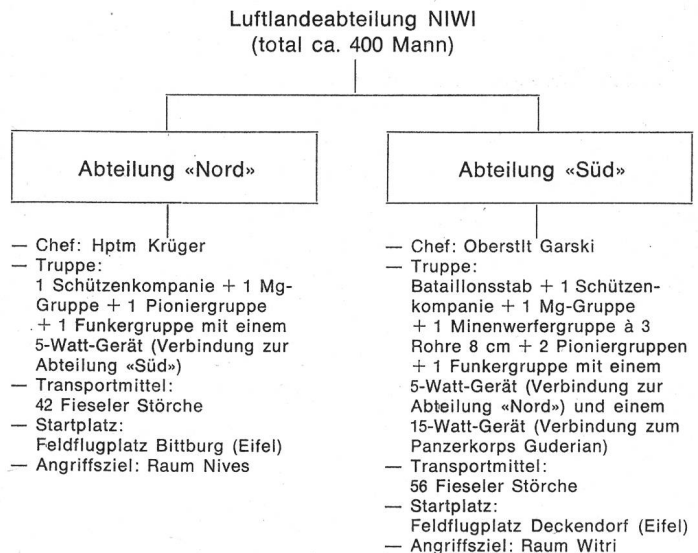 Luftlandeabteilung NIWI
(total ca. 400 Mann)
Abteilung «Nord»
— Chef: Hptm Krüger
— Truppe:
1 Schützenkompanie + 1 Mg-
Gruppe + 1 Pioniergruppe
+ 1 Funkergruppe mit einem
5-Watt-Gerät (Verbindung zur
Abteilung «Süd»)
— Transportmittel:
42 Fieseler Störche
— Startplatz:
Feldflugplatz Bittburg (Eifel)
— Angriffsziel: Raum Nives
Abteilung «Süd»
— Chef: Oberstlt Garski
— Truppe:
Bataillonsstab + 1 Schützen-
kompanie + 1 Mg-Gruppe
+ 1 Minenwerfergruppe à 3
Rohre 8 cm + 2 Pioniergruppen
+ 1 Funkergruppe mit einem
5-Watt-Gerät (Verbindung zur
Abteilung «Nord») und einem
15-Watt-Gerät (Verbindung zum
Panzerkorps Guderian)
— Transportmittel:
56 Fieseler Störche
— Startplatz:
Feldflugplatz Deckendorf (Eifel)
— Angriffsziel: Raum Witri